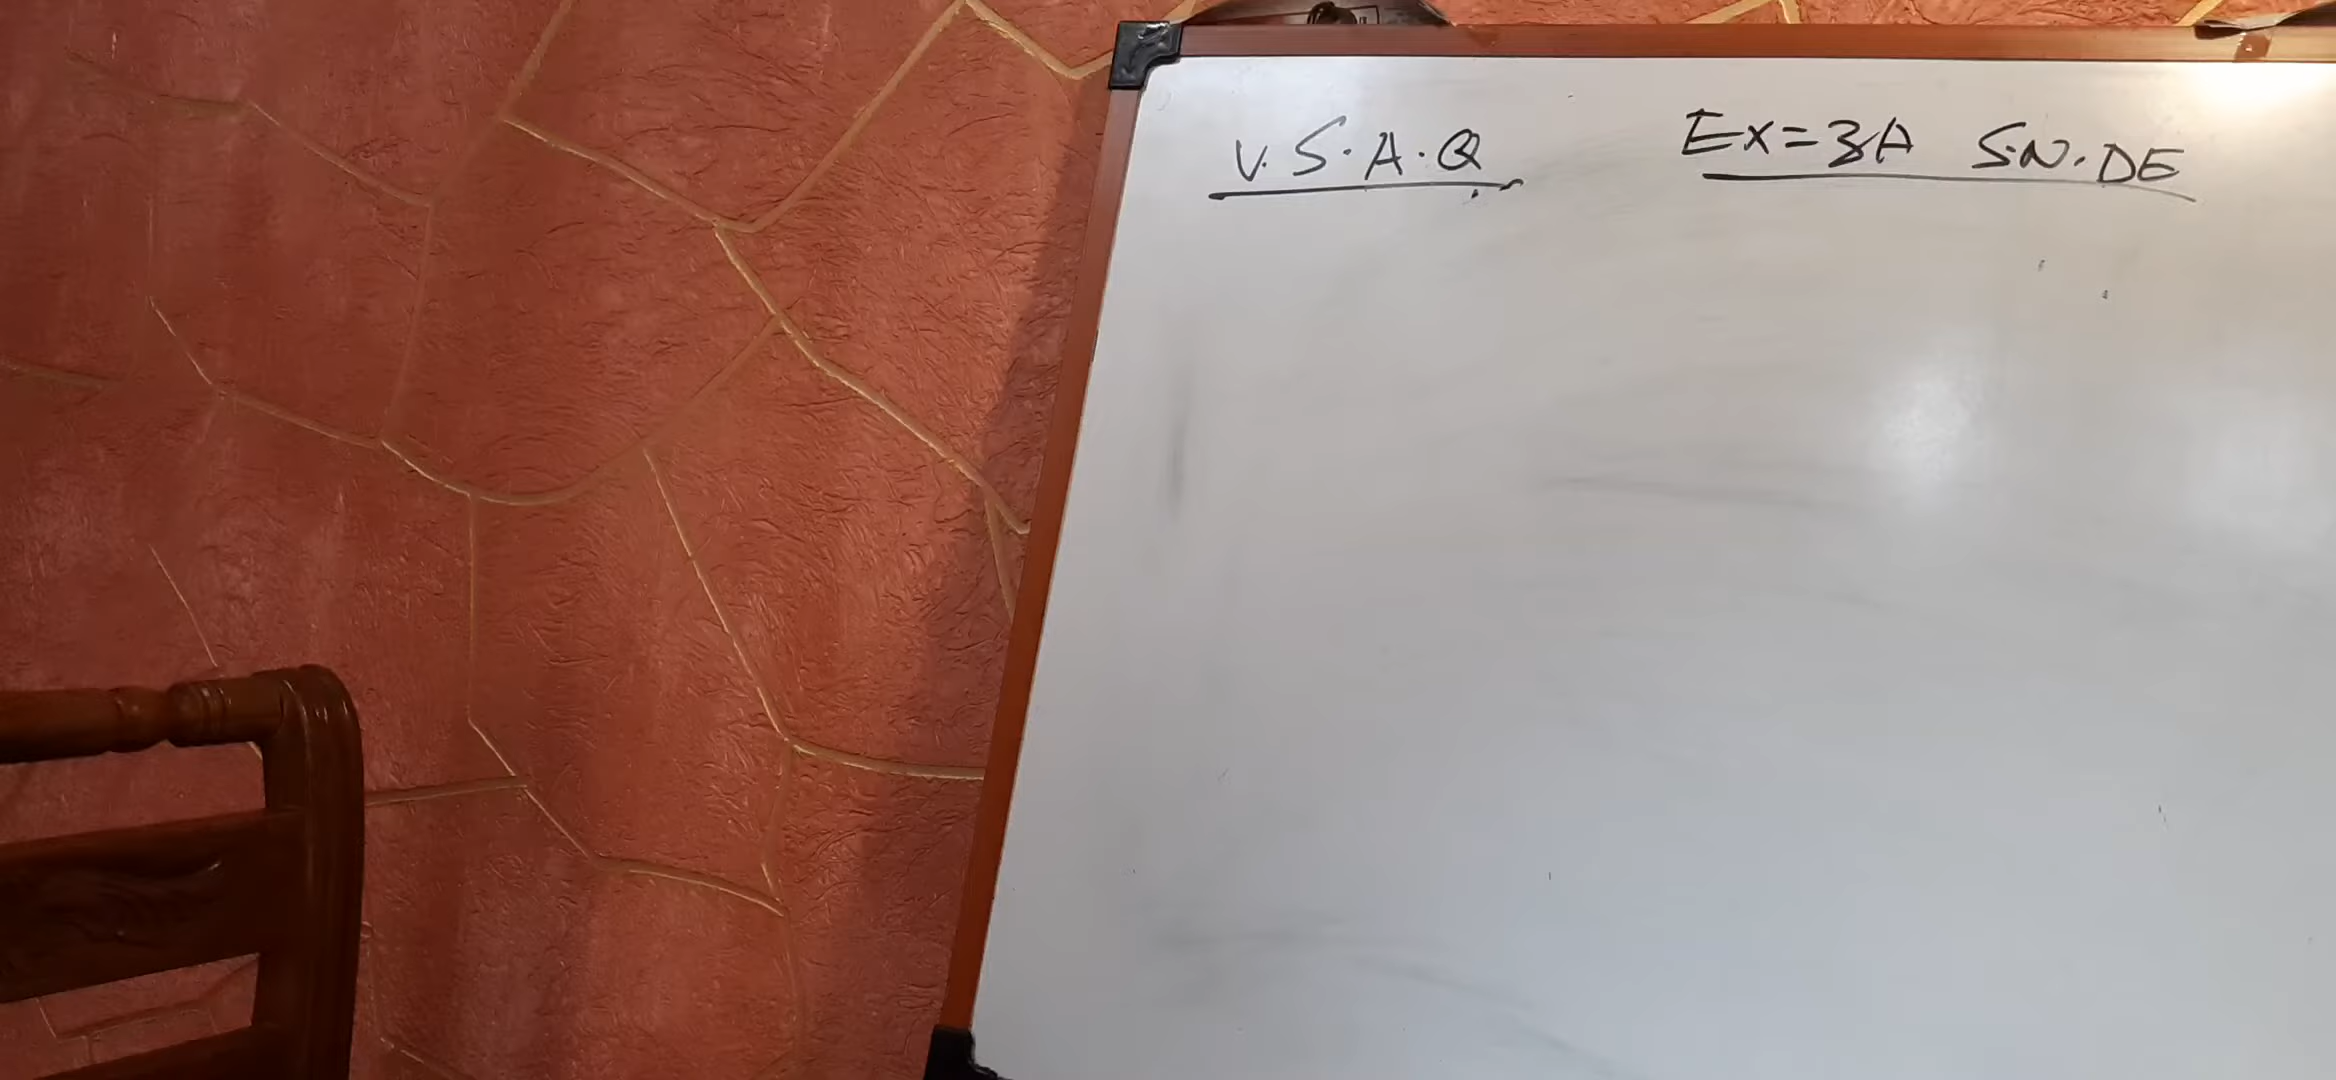 V. S. A. Q Ex=3A S.N. DE